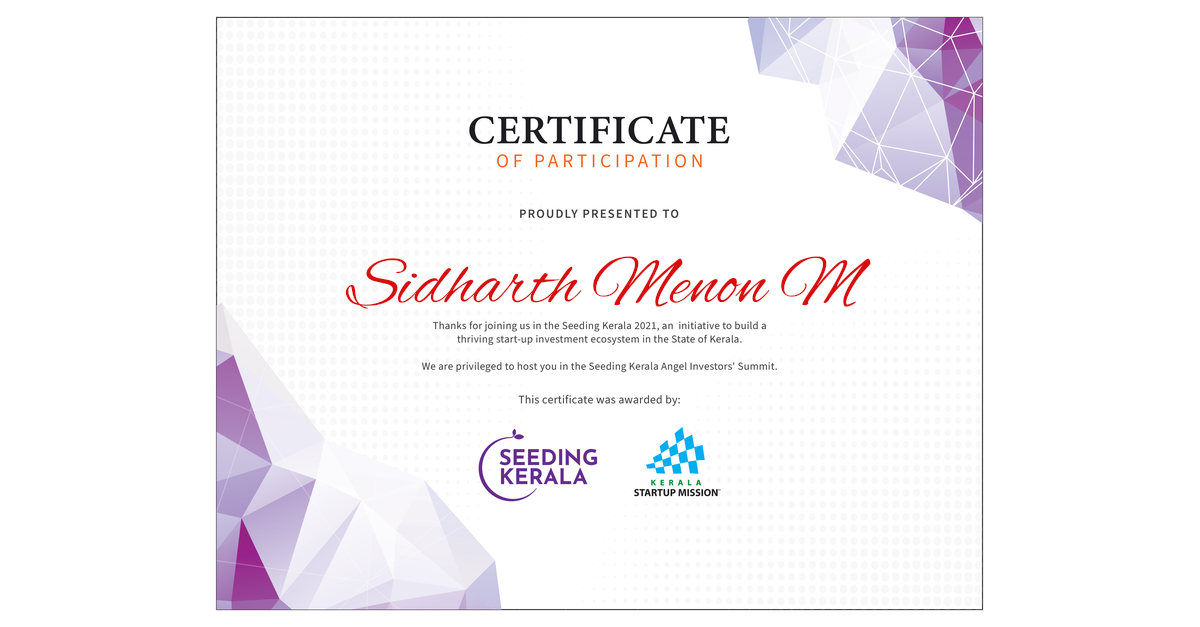 CERTIFICATE
OF PARTICIPATION
PROUDLY PRESENTED TO
Sidharth Menon M
Thanks for joining us in the Seeding Kerala 2021, an initiative to build a
thriving start-up investment ecosystem in the State of Kerala.
We are privileged to host you in the Seeding Kerala Angel Investors' Summit.
This certificate was awarded by:
SEEDING
KERALA
KERALA
STARTUP MISSION